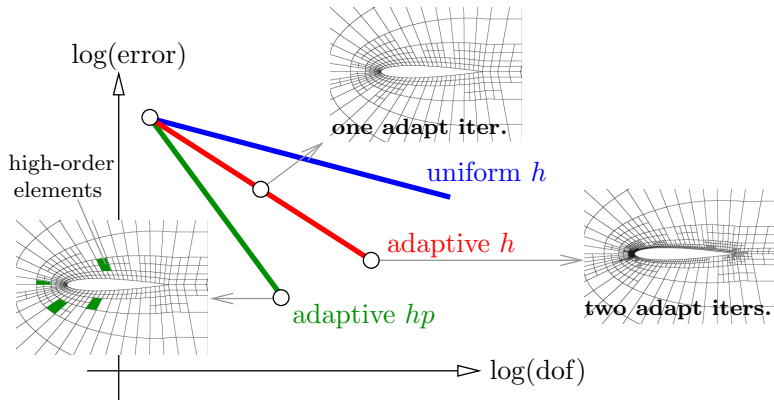 log(error)
one adapt iter.
high-order
elements
uniform h
adaptive h
adaptive hp
two adapt iters.
log(dof)